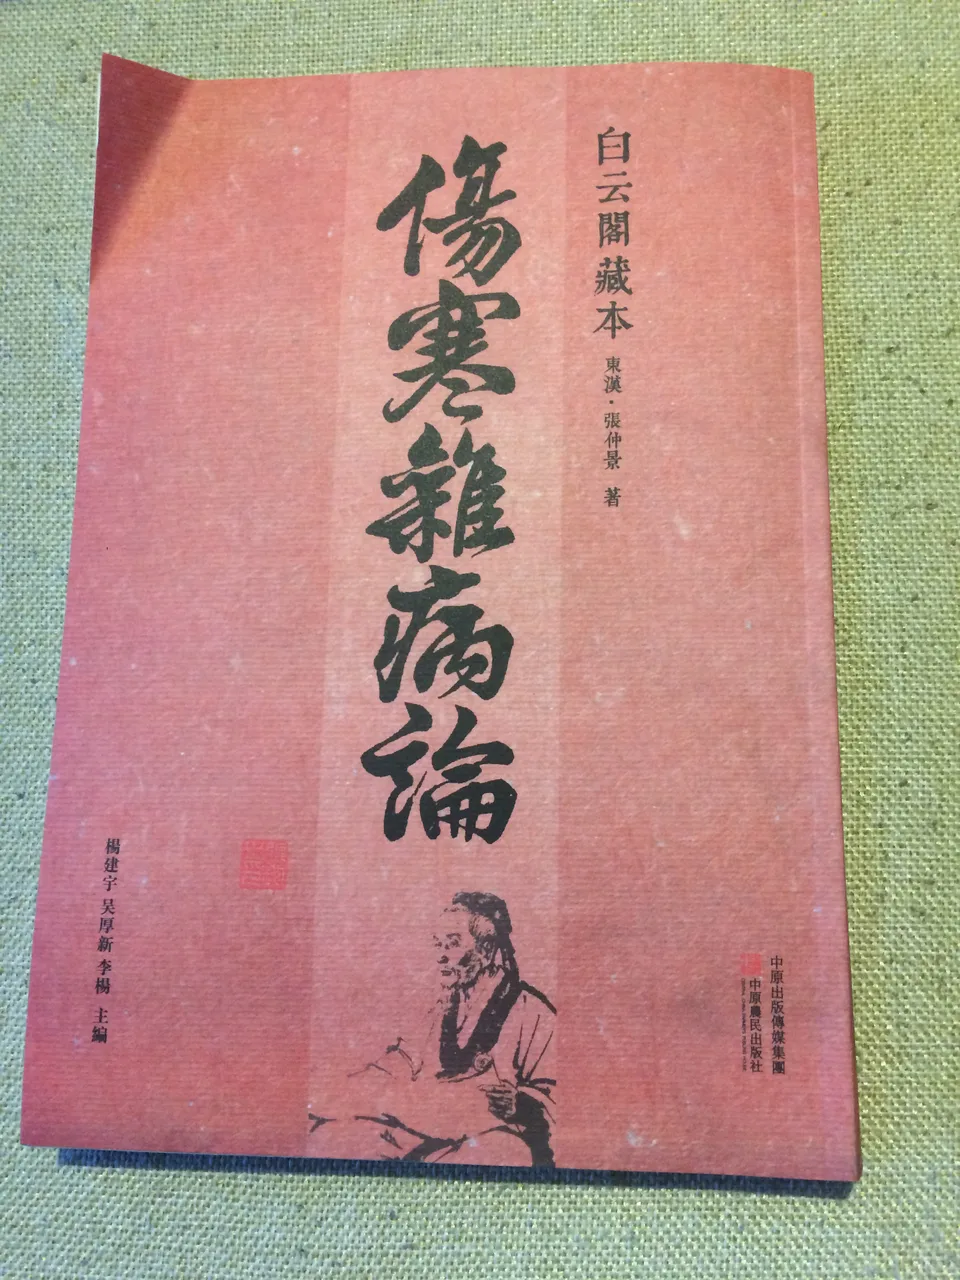 白云閣藏本
東漢·張仲景 著
傷寒雜病論
楊建宇 吴厚新 李楊 主編
中原出版傳媒集團
中原農民出版社